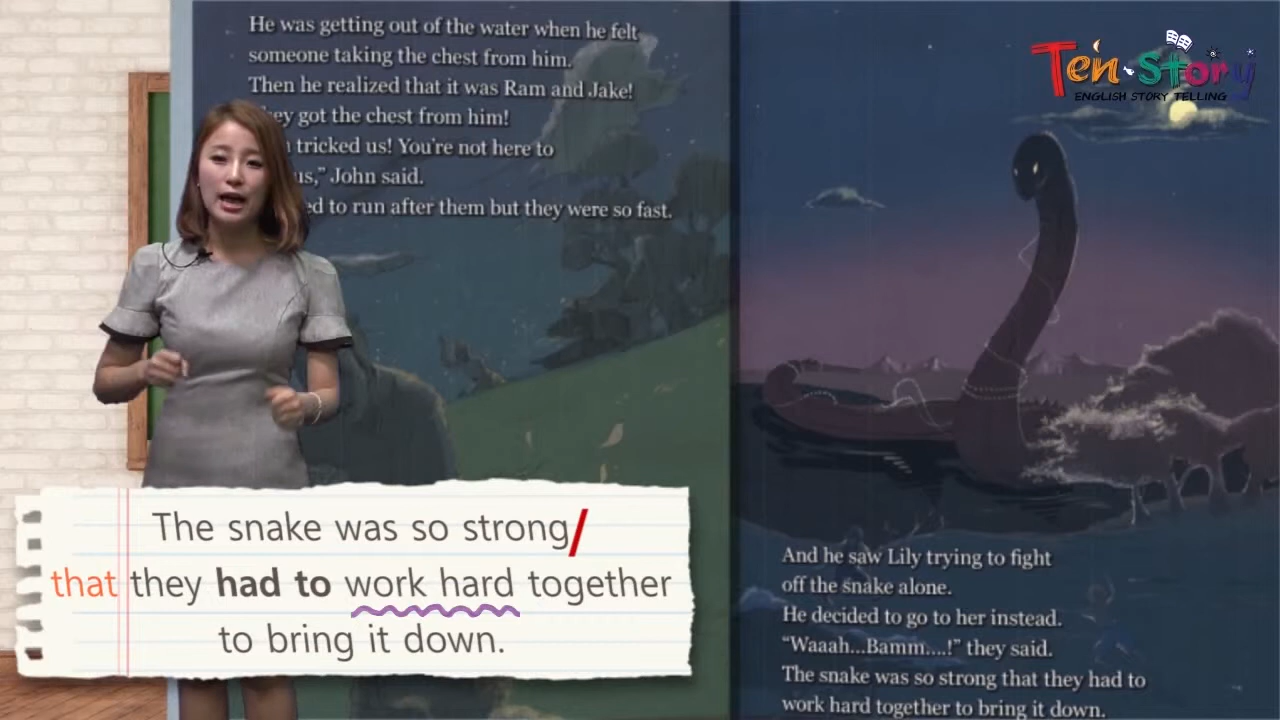 He was getting out of the water when he felt
someone taking the chest from him.
Then he realized that it was Ram and Jake!
got the chest from him!
tricked us! You're not here to
us,” John said.
to run after them but they were so fast.
Ten Story
ENGLISH STORY TELLING
The snake was so strong/
that they had to work hard together
to bring it down.
And he saw Lily trying to fight
off the snake alone.
He decided to go to her instead.
“Waaah...Bamm....!” they said.
The snake was so strong that they had to
work hard together to bring it down.